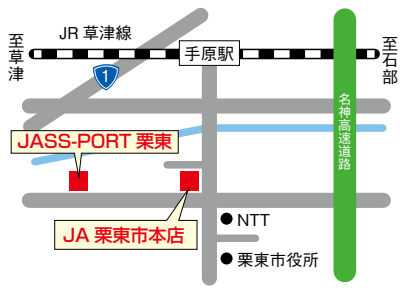 JR 草津線
至草津
手原駅
至石部
1
名神高速道路
JASS-PORT 栗東
JA 栗東市本店
NTT
栗東市役所